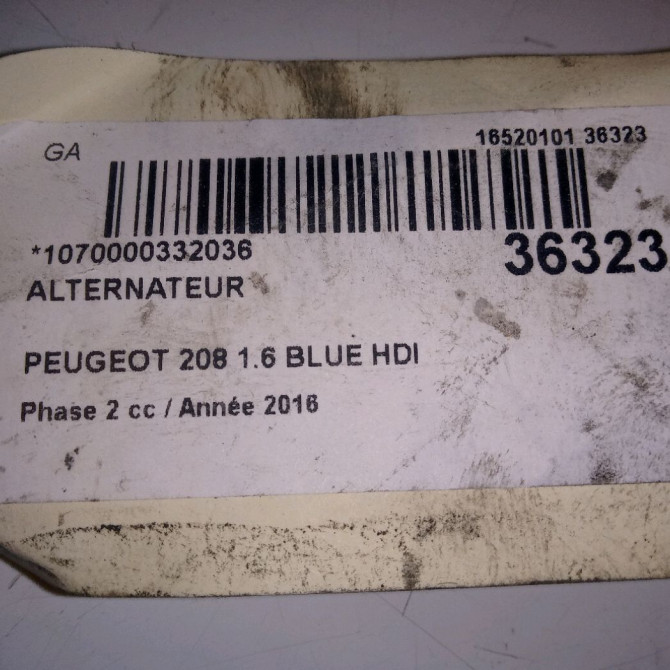 GA
16520101 36323
*1070000332036
36323
ALTERNATEUR
PEUGEOT 208 1.6 BLUE HDI
Phase 2 cc / Année 2016